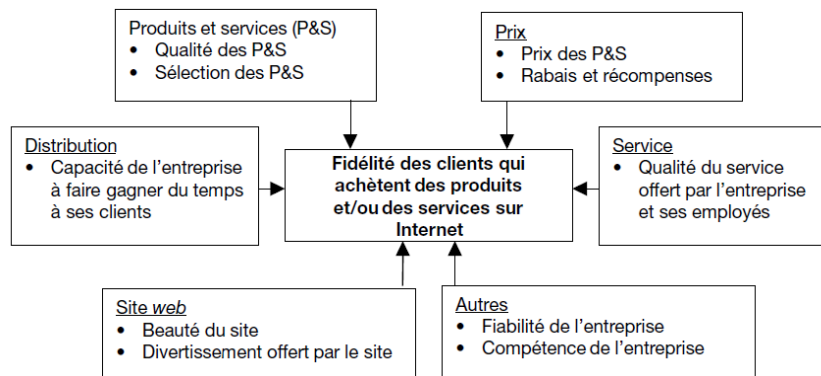 Produits et services (P&S)
• Qualité des P&S
• Sélection des P&S
Prix
• Prix des P&S
• Rabais et récompenses
Distribution
• Capacité de l'entreprise
à faire gagner du temps
à ses clients
Fidélité des clients qui
achètent des produits
et/ou des services sur
Internet
Service
• Qualité du service
offert par l'entreprise
et ses employés
Site web
• Beauté du site
• Divertissement offert par le site
Autres
• Fiabilité de l'entreprise
• Compétence de l'entreprise